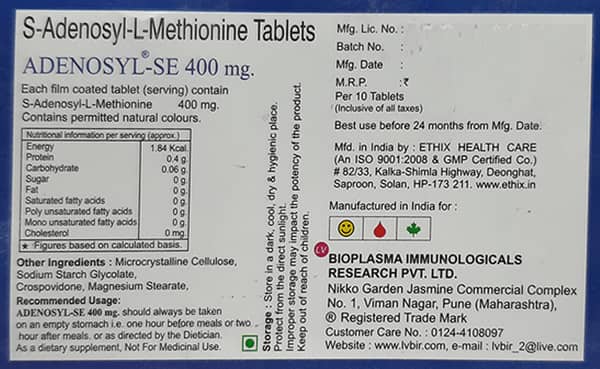 S-Adenosyl-L-Methionine Tablets
ADENOSYL®-SE 400 mg.
Each film coated tablet (serving) contain
S-Adenosyl-L-Methionine 400 mg.
Contains permitted natural colours.
Nutritional information per serving (approx.)
Energy 1.84 Kcal.
Protein 0.4 g.
Carbohydrate 0.06 g.
Sugar 0 g.
Fat 0 g.
Saturated fatty acids 0 g.
Poly unsaturated fatty acids 0 g.
Mono unsaturated fatty acids 0 g.
Cholesterol 0 mg.
★ :Figures based on calculated basis.
Other Ingredients : Microcrystalline Cellulose,
Sodium Starch Glycolate,
Crospovidone, Magnesium Stearate,
Recommended Usage:
ADENOSYL-SE 400 mg. should always be taken
on an empty stomach i.e. one hour before meals or two
hour after meals. or as directed by the Dietician.
As a dietary supplement, Not For Medicinal Use.
Storage : Store in a dark, cool, dry & hygienic place.
Protect from the direct sunlight.
Improper storage may impact the potency of the product.
Keep out of reach of children.
Mfg. Lic. No. :
Batch No. :
Mfg. Date :
M.R.P. :₹
Per 10 Tablets
(Inclusive of all taxes)
Best use before 24 months from Mfg. Date.
Mfd. in India by : ETHIX HEALTH CARE
(An ISO 9001:2008 & GMP Certified Co.)
# 82/33, Kalka-Shimla Highway, Deonghat,
Saproon, Solan, HP-173 211. www.ethix.in
Manufactured in India for :
LV
BIOPLASMA IMMUNOLOGICALS
RESEARCH PVT. LTD.
Nikko Garden Jasmine Commercial Complex
No. 1, Viman Nagar, Pune (Maharashtra),
® Registered Trade Mark
Customer Care No. : 0124-4108097
Website : www.lvbir.com, e-mail : lvbir_2@live.com